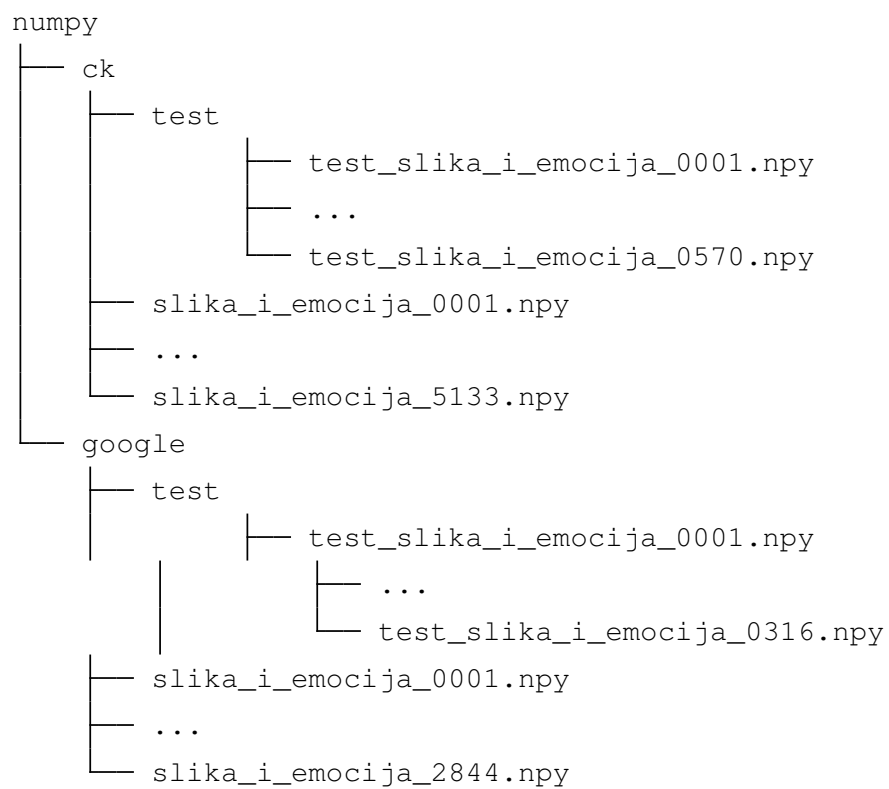 numpy
ck
test
test_slika_i_emocija_0001.npy
...
test_slika_i_emocija_0570.npy
slika_i_emocija_0001.npy
...
slika_i_emocija_5133.npy
google
test
test_slika_i_emocija_0001.npy
...
test_slika_i_emocija_0316.npy
slika_i_emocija_0001.npy
...
slika_i_emocija_2844.npy